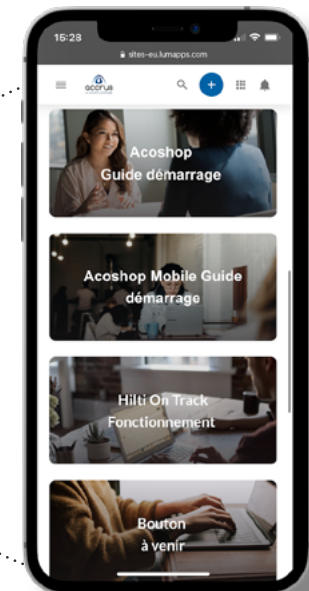 15:28
sites-eu.lumapps.com
accrus
Acoshop
Guide démarrage
Acoshop Mobile Guide
démarrage
Hilti On Track
Fonctionnement
Bouton
à venir